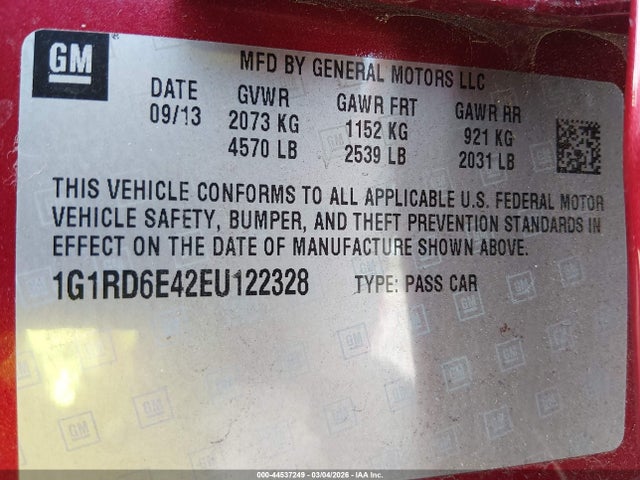 GM
MFD BY GENERAL MOTORS LLC
DATE GVWR GAWR FRT GAWR RR
09/13 2073 KG 1152 KG 921 KG
4570 LB 2539 LB 2031 LB
THIS VEHICLE CONFORMS TO ALL APPLICABLE U.S. FEDERAL MOTOR
VEHICLE SAFETY, BUMPER, AND THEFT PREVENTION STANDARDS IN
EFFECT ON THE DATE OF MANUFACTURE SHOWN ABOVE.
1G1RD6E42EU122328 TYPE: PASS CAR
000-44537249 - 03/04/2026 - IAA Inc.